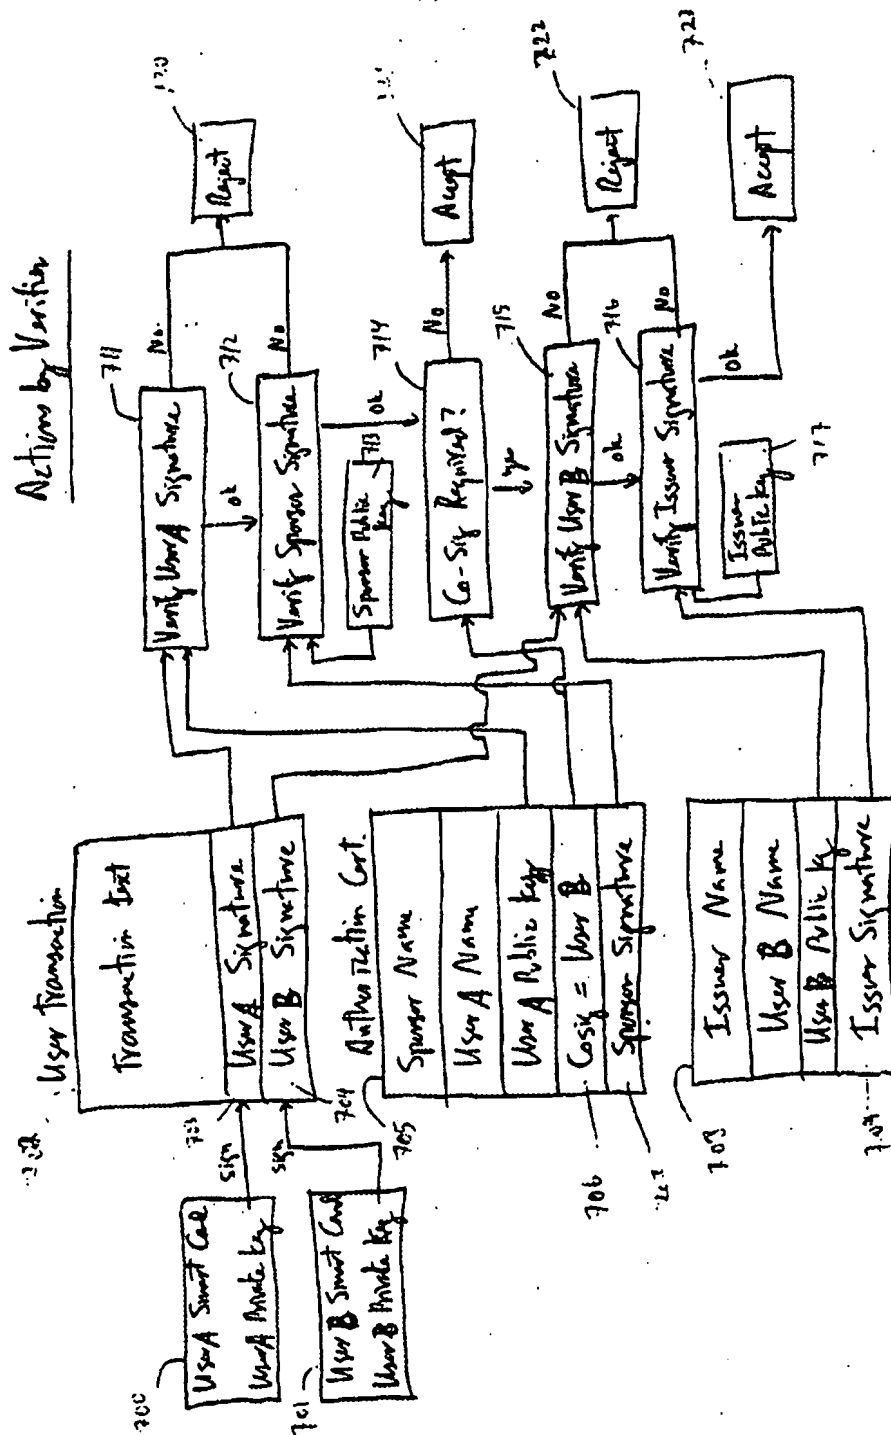 Actions by Verifier
700
User A Smart Card
User A Private Key
701
User B Smart Card
User B Private Key
sign
sign
User Transaction
Transaction text
703
User A Signature
704
User B Signature
705
Authorization Cert.
Sponsor Name
User A Name
User A Public Key
706
Cosig = User B
Sponsor Signature
Issuer Name
User B Name
User B Public Key
Issuer Signature
711
Verify User A Signature
No.
ok
712
Verify Sponsor Signature
No
ok
713
Sponsor Public Key
714
Co-Sig Required?
No
yes
715
Verify User B Signature
No
ok
716
Verify Issuer Signature
No
ok
717
Issuer Public Key
Reject
Accept
722
Reject
723
Accept